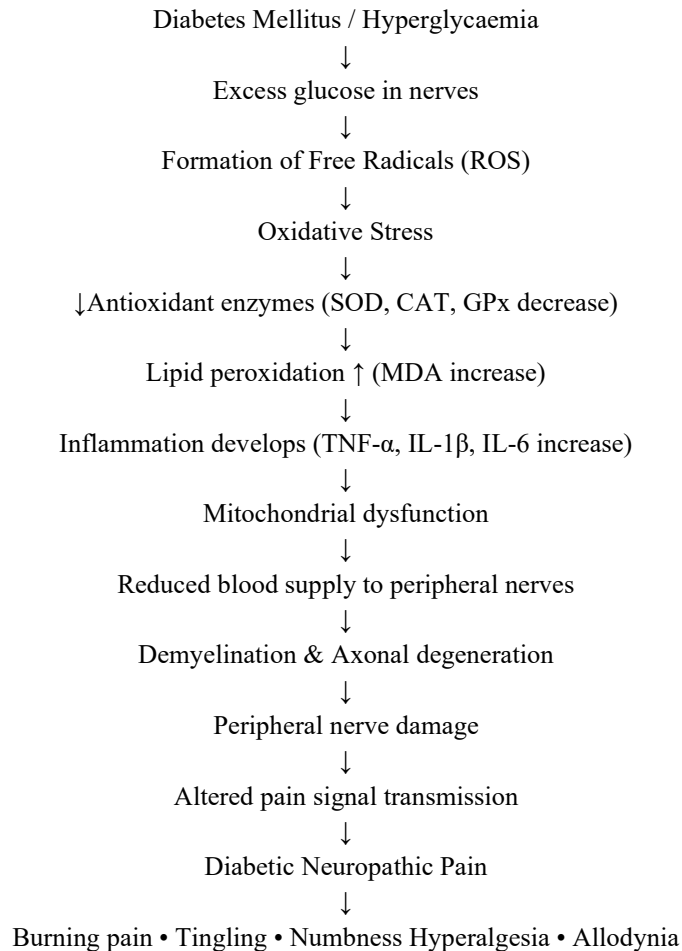 Diabetes Mellitus / Hyperglycaemia
↓
Excess glucose in nerves
↓
Formation of Free Radicals (ROS)
↓
Oxidative Stress
↓
↓Antioxidant enzymes (SOD, CAT, GPx decrease)
↓
Lipid peroxidation ↑ (MDA increase)
↓
Inflammation develops (TNF-α, IL-1β, IL-6 increase)
↓
Mitochondrial dysfunction
↓
Reduced blood supply to peripheral nerves
↓
Demyelination & Axonal degeneration
↓
Peripheral nerve damage
↓
Altered pain signal transmission
↓
Diabetic Neuropathic Pain
↓
Burning pain • Tingling • Numbness Hyperalgesia • Allodynia